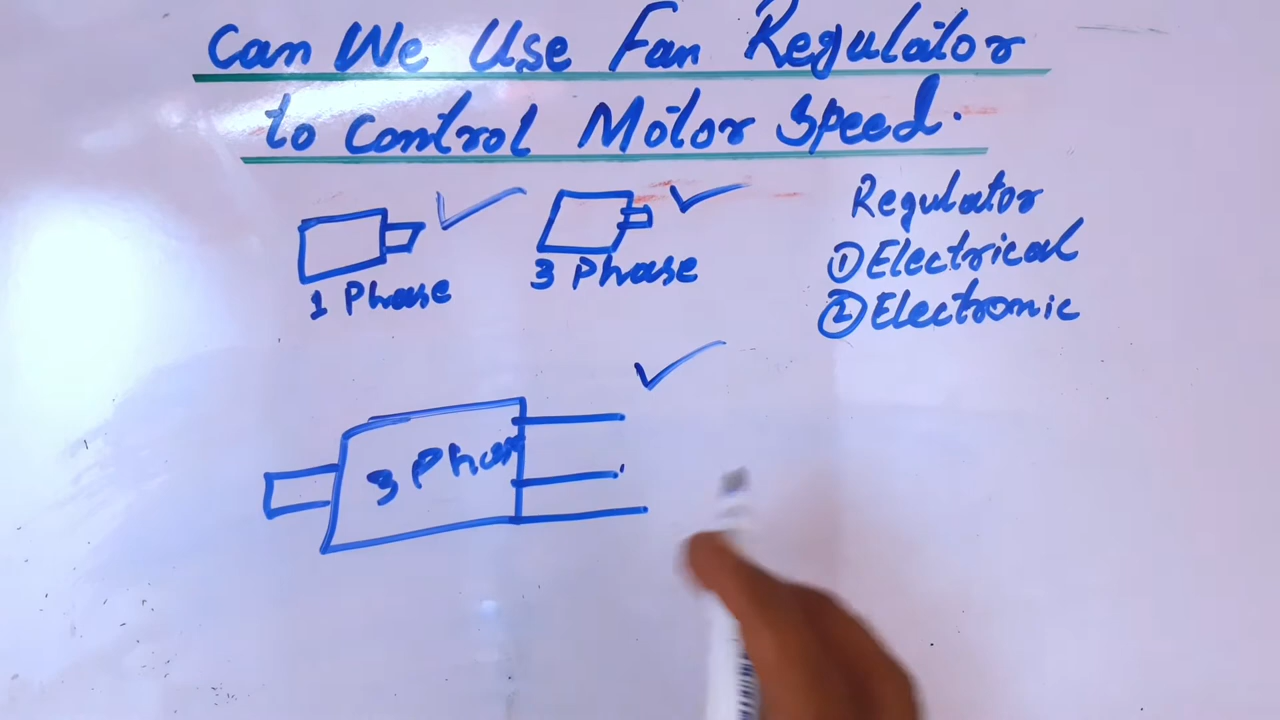 Can We Use Fan Regulator
to Control Motor Speed.
1 Phase
3 Phase
Regulator
① Electrical
② Electronic
3 Phas